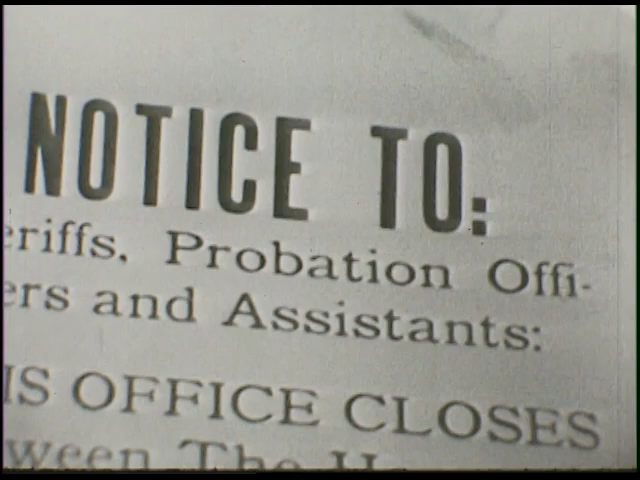 NOTICE TO:
eriffs, Probation Offi-
ers and Assistants:
IS OFFICE CLOSES
ween The H